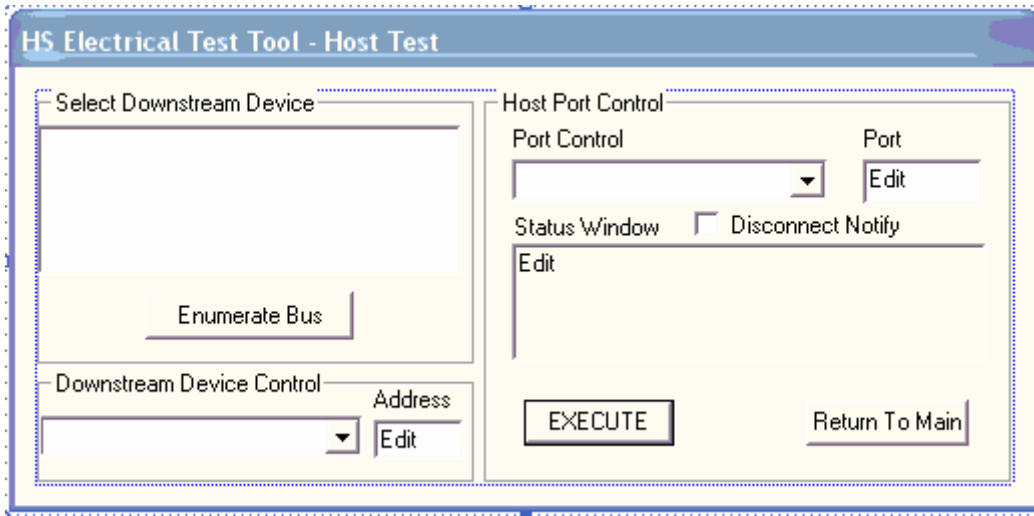 HS Electrical Test Tool - Host Test
Select Downstream Device
Enumerate Bus
Downstream Device Control
Address
Edit
Host Port Control
Port Control
Port
Edit
Status Window
Disconnect Notify
Edit
EXECUTE
Return To Main